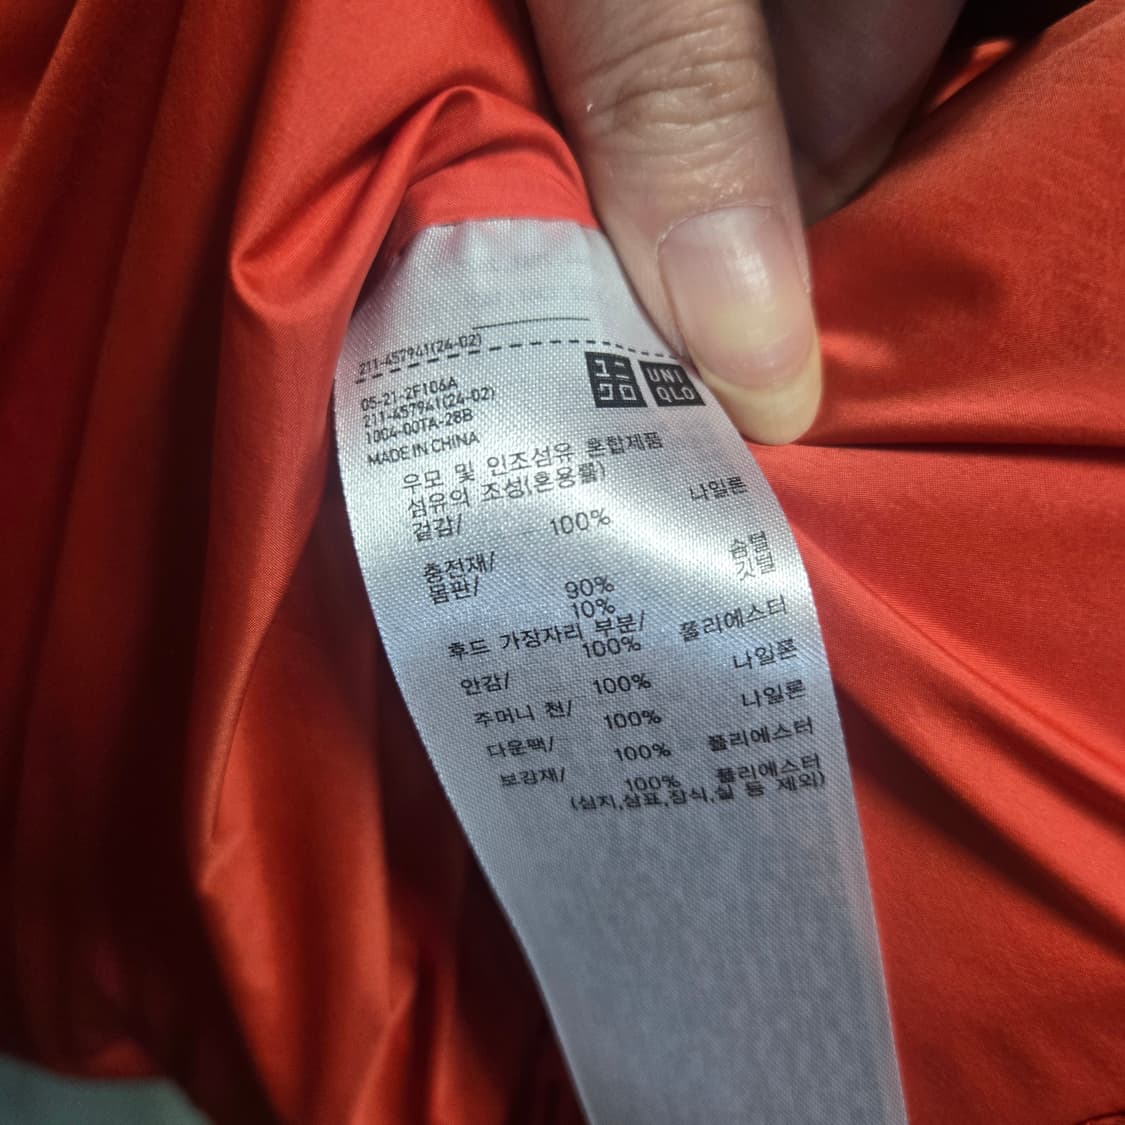 211-457941(24-02)
ユニ
クロ
UNI
QLO
05-21-2F106A
211-457941(24-02)
1004-00TA-28B
MADE IN CHINA
우모 및 인조섬유 혼합제품
섬유의 조성(혼용률)
겉감/ 100% 나일론
충전재/
몸판/ 90% 솜털
10% 깃털
후드 가장자리 부분/
100% 폴리에스터
안감/ 100% 나일론
주머니 천/ 100% 나일론
다운팩/ 100% 폴리에스터
보강재/ 100% 폴리에스터
(심지,상표,장식,실 등 제외)